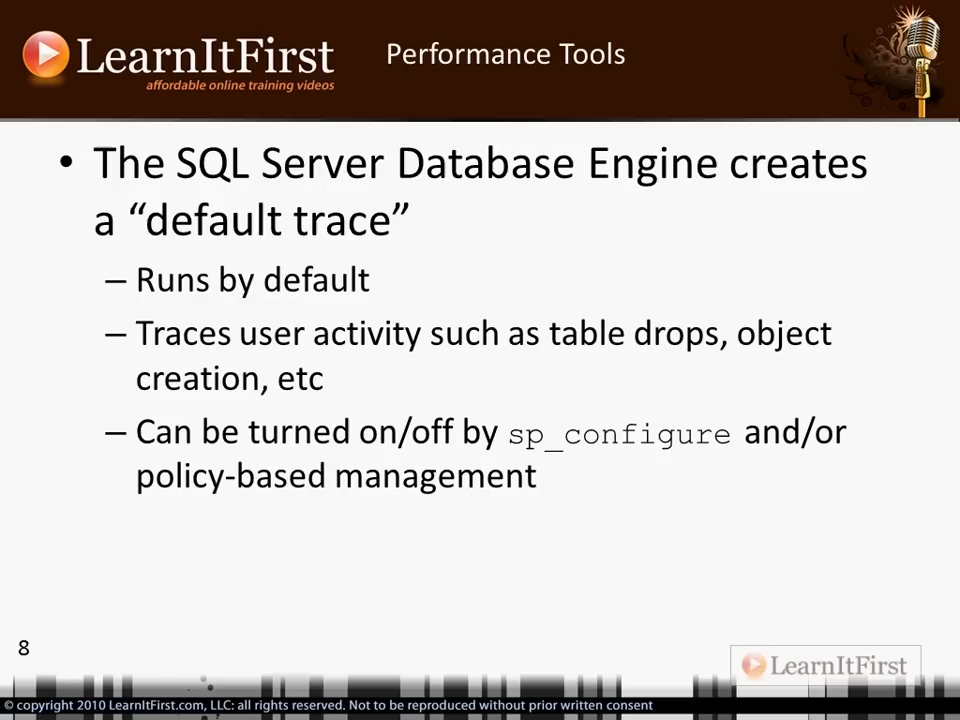 LearnItFirst
affordable online training videos
Performance Tools
• The SQL Server Database Engine creates
a “default trace”
– Runs by default
– Traces user activity such as table drops, object
creation, etc
– Can be turned on/off by sp_configure and/or
policy-based management
8
LearnItFirst
© copyright 2010 LearnItFirst.com, LLC: all rights reserved. Not to be reproduced without prior written consent